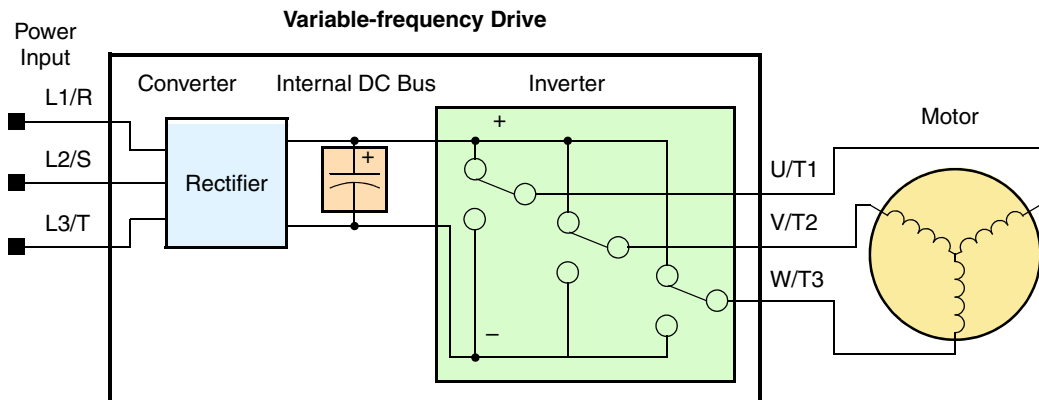 Variable-frequency Drive
Power
Input
Converter
Internal DC Bus
Inverter
Motor
L1/R
L2/S
L3/T
Rectifier
+
+
−
U/T1
V/T2
W/T3